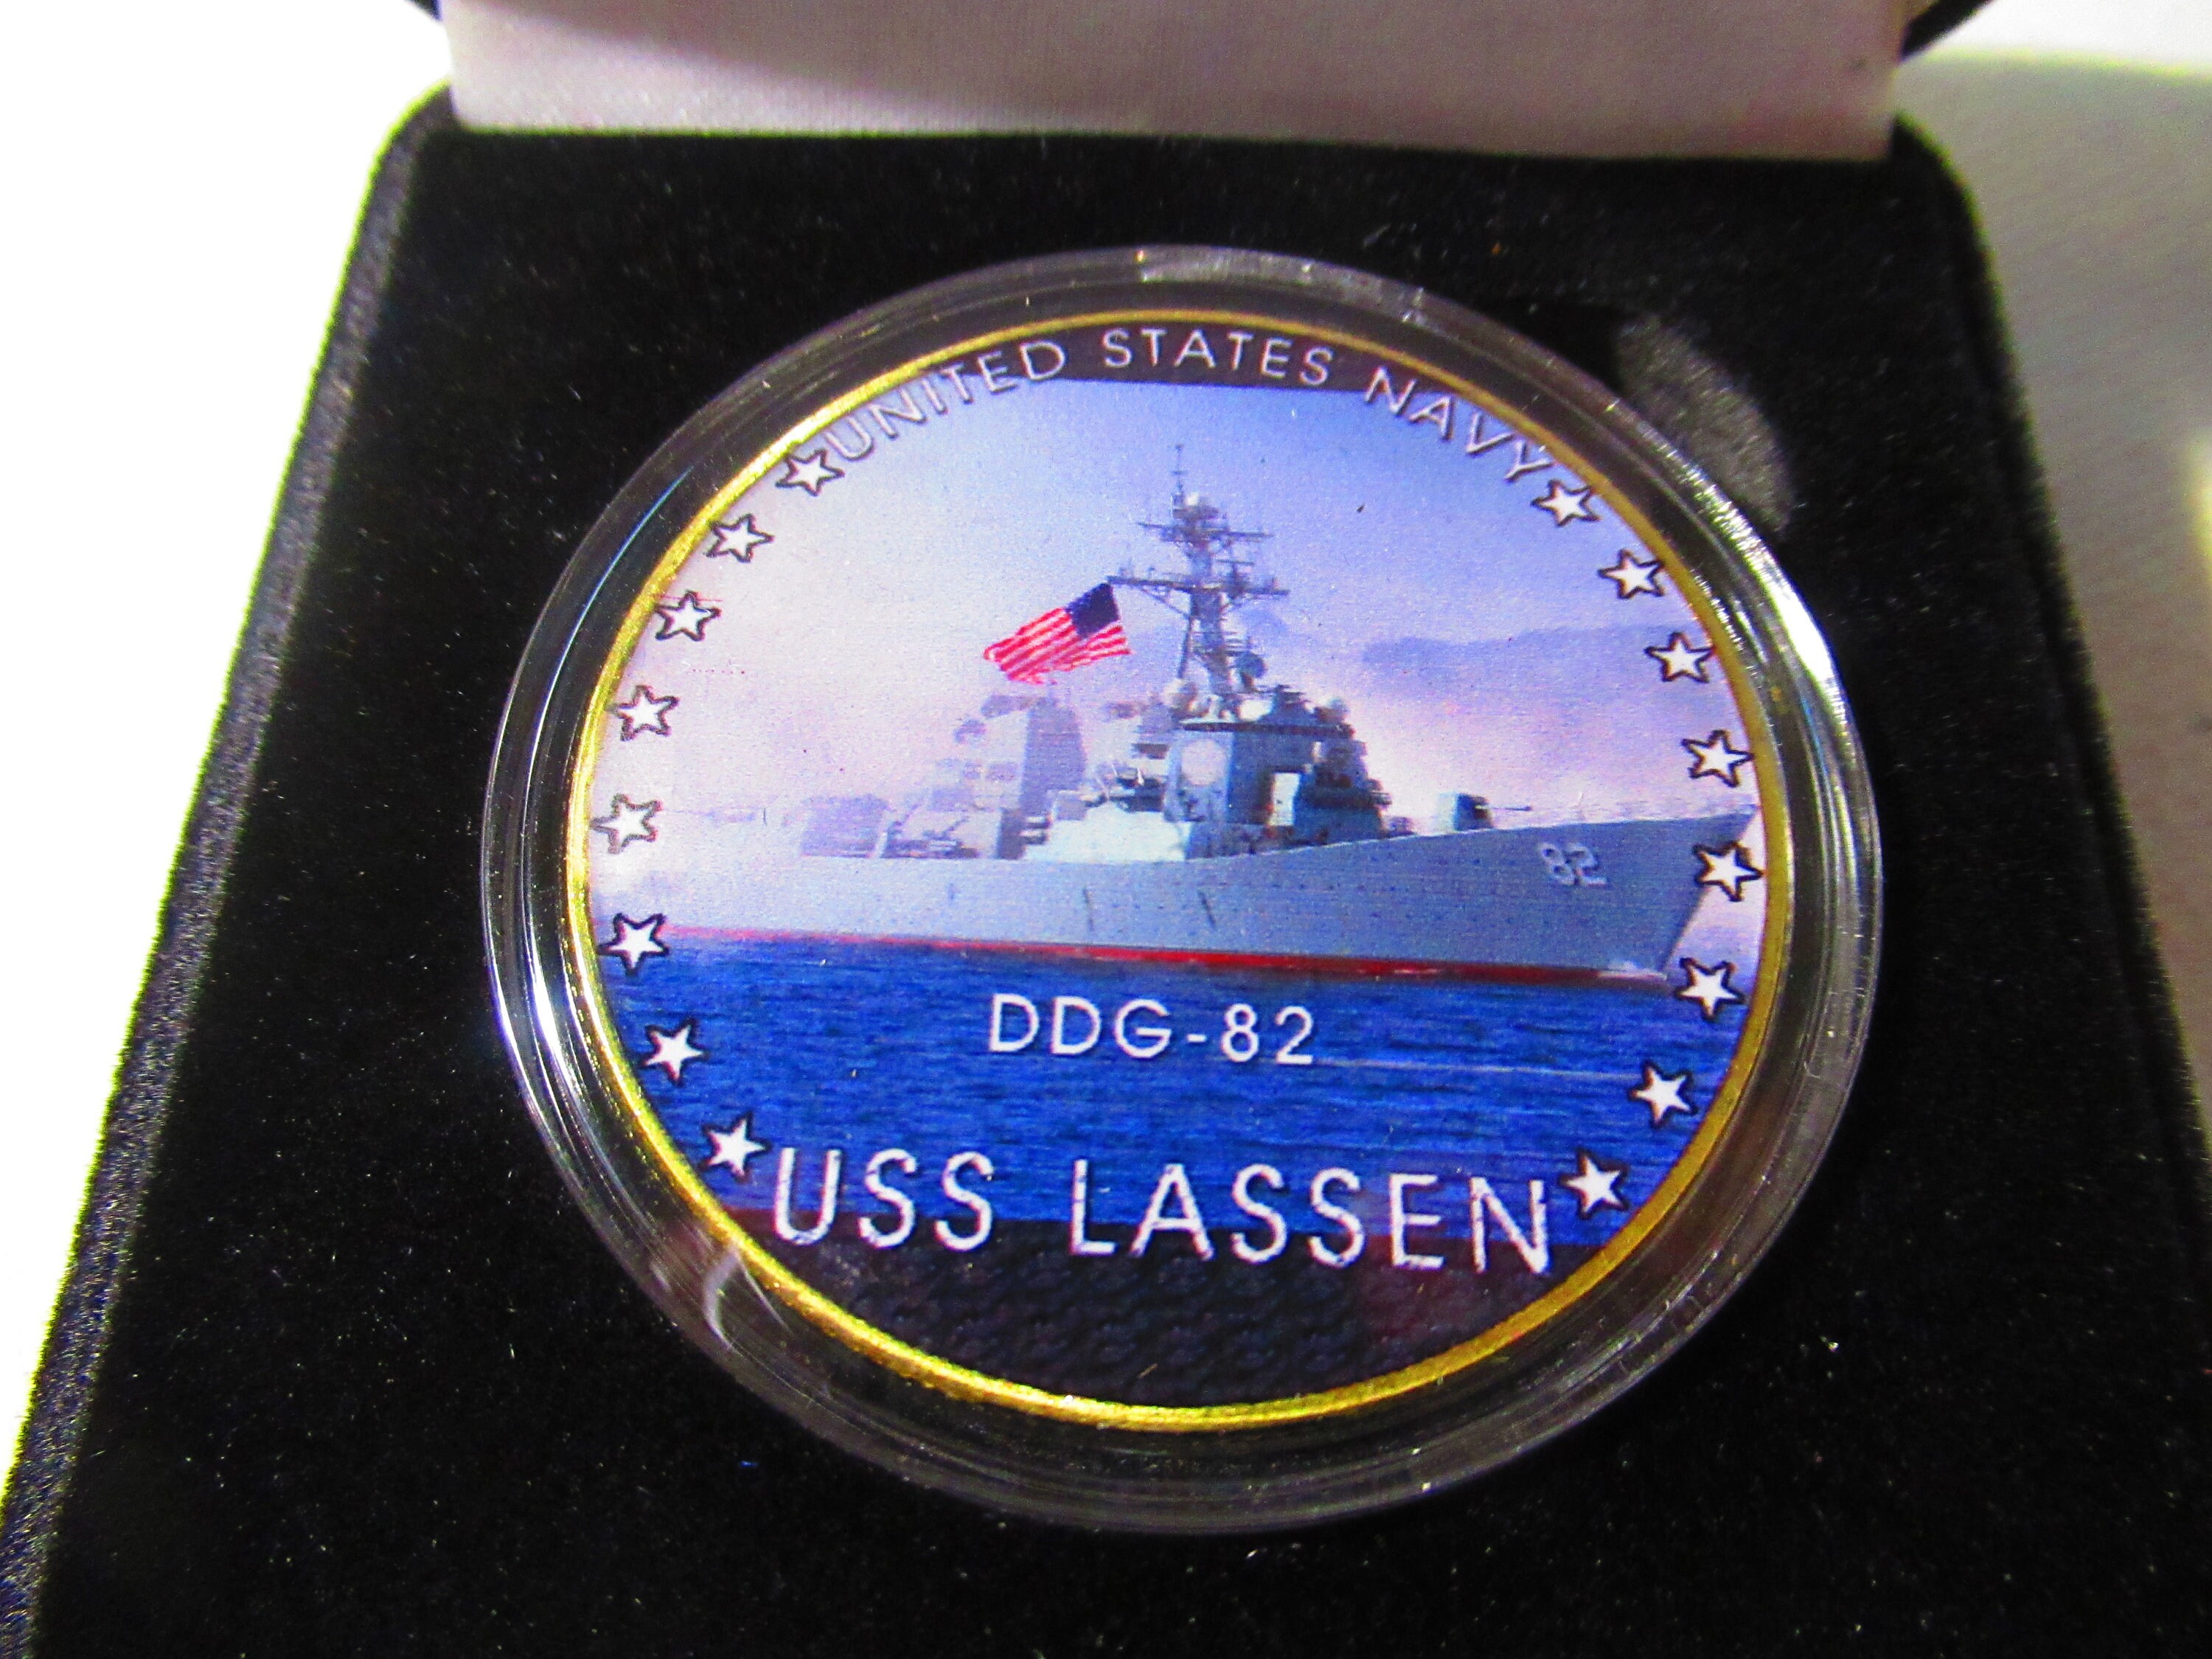 UNITED STATES NAVY
82
DDG-82
USS LASSEN